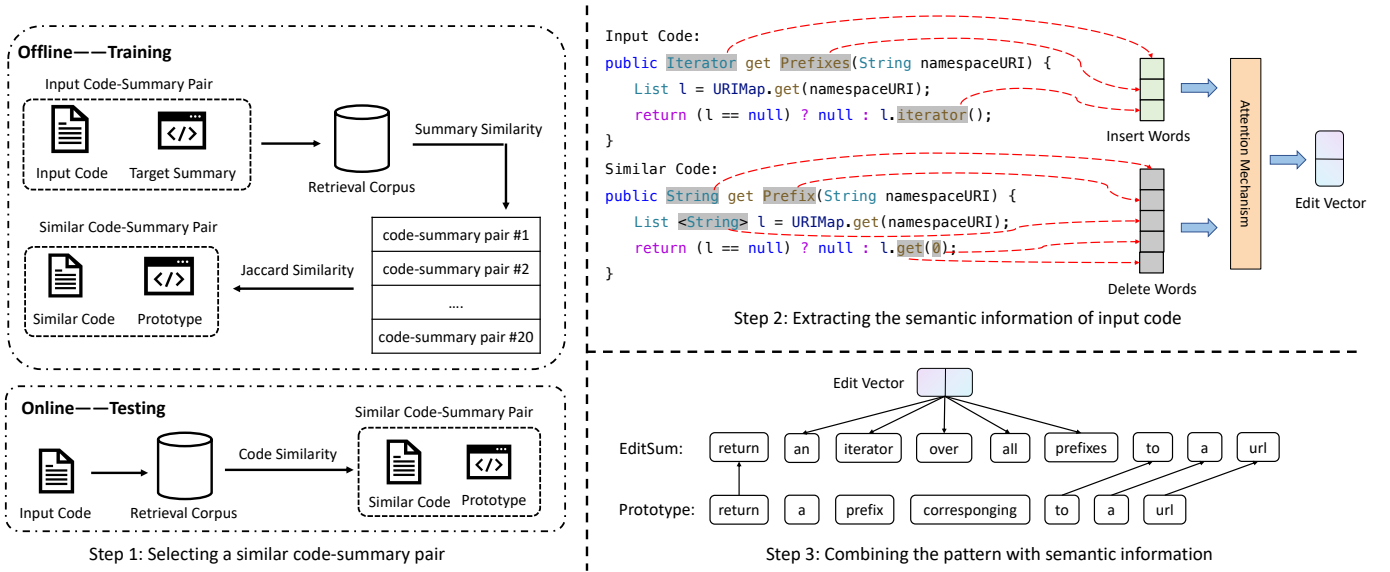 Offline——Training
Input Code-Summary Pair
Input Code
Target Summary
Retrieval Corpus
Summary Similarity
code-summary pair #1
code-summary pair #2
....
code-summary pair #20
Jaccard Similarity
Similar Code-Summary Pair
Similar Code
Prototype
Online——Testing
Input Code
Retrieval Corpus
Code Similarity
Similar Code-Summary Pair
Similar Code
Prototype
Step 1: Selecting a similar code-summary pair
Input Code:
public Iterator get Prefixes(String namespaceURI) {
List l = URIMap.get(namespaceURI);
return (l == null) ? null : l.iterator();
}
Similar Code:
public String get Prefix(String namespaceURI) {
List <String> l = URIMap.get(namespaceURI);
return (l == null) ? null : l.get(0);
}
Insert Words
Delete Words
Attention Mechanism
Edit Vector
Step 2: Extracting the semantic information of input code
Edit Vector
EditSum: return an iterator over all prefixes to a url
Prototype: return a prefix corresponging to a url
Step 3: Combining the pattern with semantic information